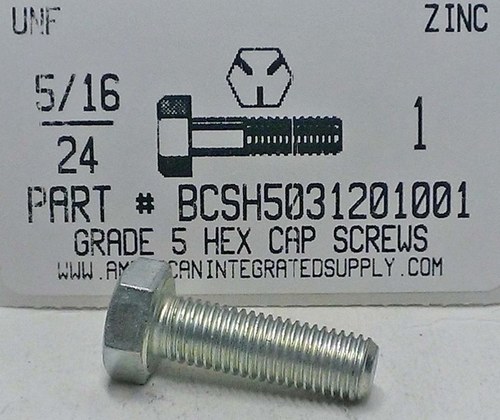 UNF ZINC
5/16
24
1
PART # BCSH5031201001
GRADE 5 HEX CAP SCREWS